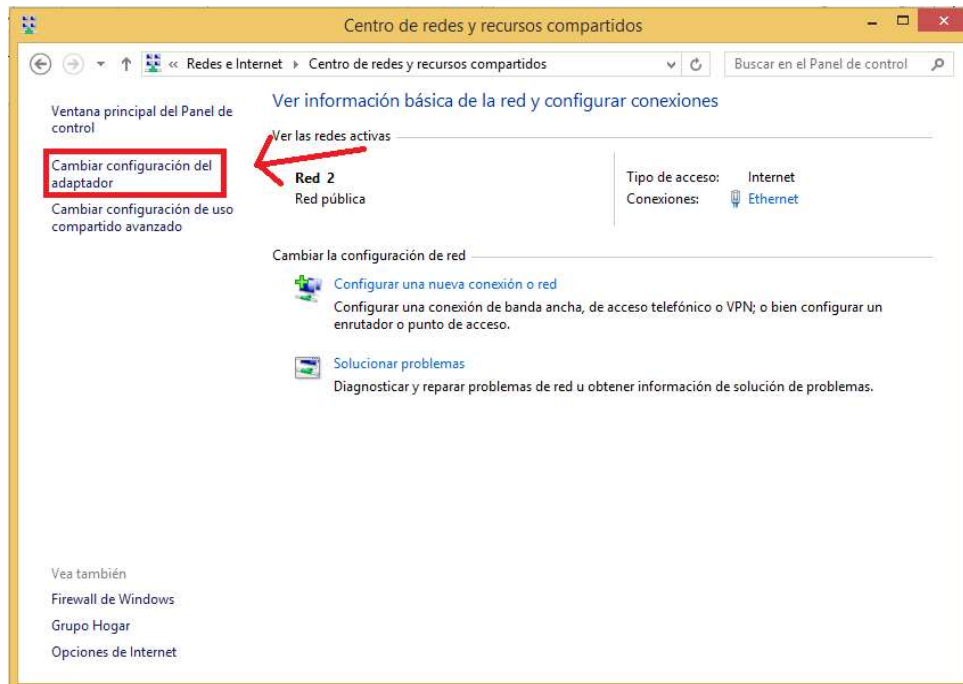 Centro de redes y recursos compartidos
« Redes e Internet Centro de redes y recursos compartidos
Buscar en el Panel de control
Ventana principal del Panel de
control
Cambiar configuración del
adaptador
Cambiar configuración de uso
compartido avanzado
Ver información básica de la red y configurar conexiones
Ver las redes activas
Red 2
Red pública
Tipo de acceso: Internet
Conexiones: Ethernet
Cambiar la configuración de red
Configurar una nueva conexión o red
Configurar una conexión de banda ancha, de acceso telefónico o VPN; o bien configurar un
enrutador o punto de acceso.
Solucionar problemas
Diagnosticar y reparar problemas de red u obtener información de solución de problemas.
Vea también
Firewall de Windows
Grupo Hogar
Opciones de Internet